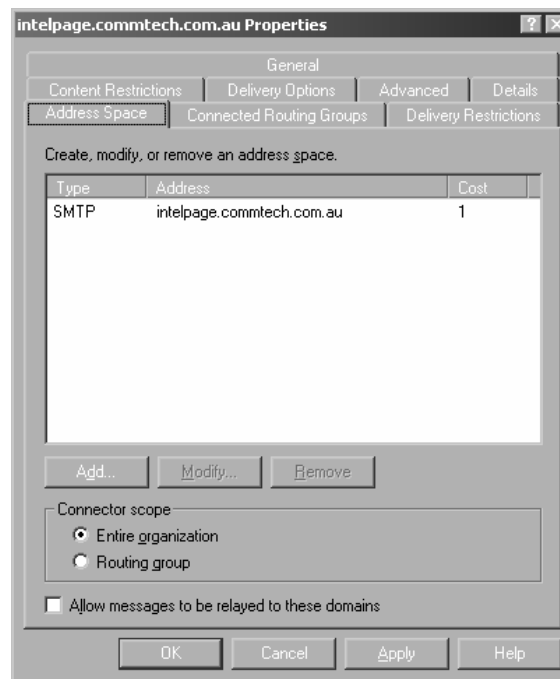 intelpage.commtech.com.au Properties
General
Content Restrictions Delivery Options Advanced Details
Address Space Connected Routing Groups Delivery Restrictions
Create, modify, or remove an address space.
Type Address Cost
SMTP intelpage.commtech.com.au 1
Add... Modify... Remove
Connector scope
Entire organization
Routing group
Allow messages to be relayed to these domains
OK Cancel Apply Help